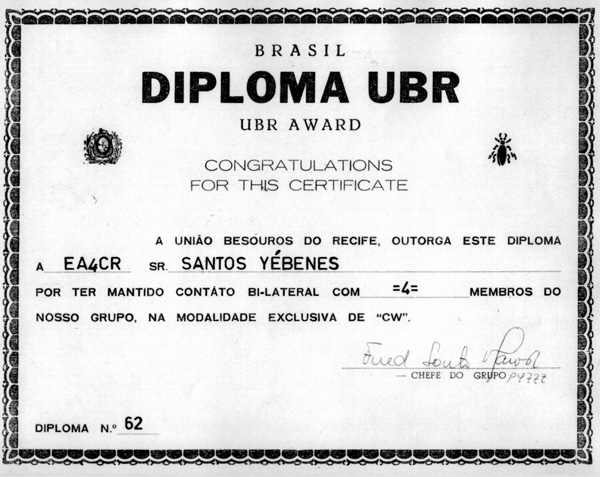 BRASIL
DIPLOMA UBR
UBR AWARD
CONGRATULATIONS
FOR THIS CERTIFICATE
A UNIÃO BESOUROS DO RECIFE, OUTORGA ESTE DIPLOMA
A EA4CR SR. SANTOS YÉBENES
POR TER MANTIDO CONTÁTO BI-LATERAL COM =4= MEMBROS DO
NOSSO GRUPO, NA MODALIDADE EXCLUSIVA DE "CW".
Fred
— CHEFE DO GRUPO PY7ZZ
DIPLOMA N.º 62